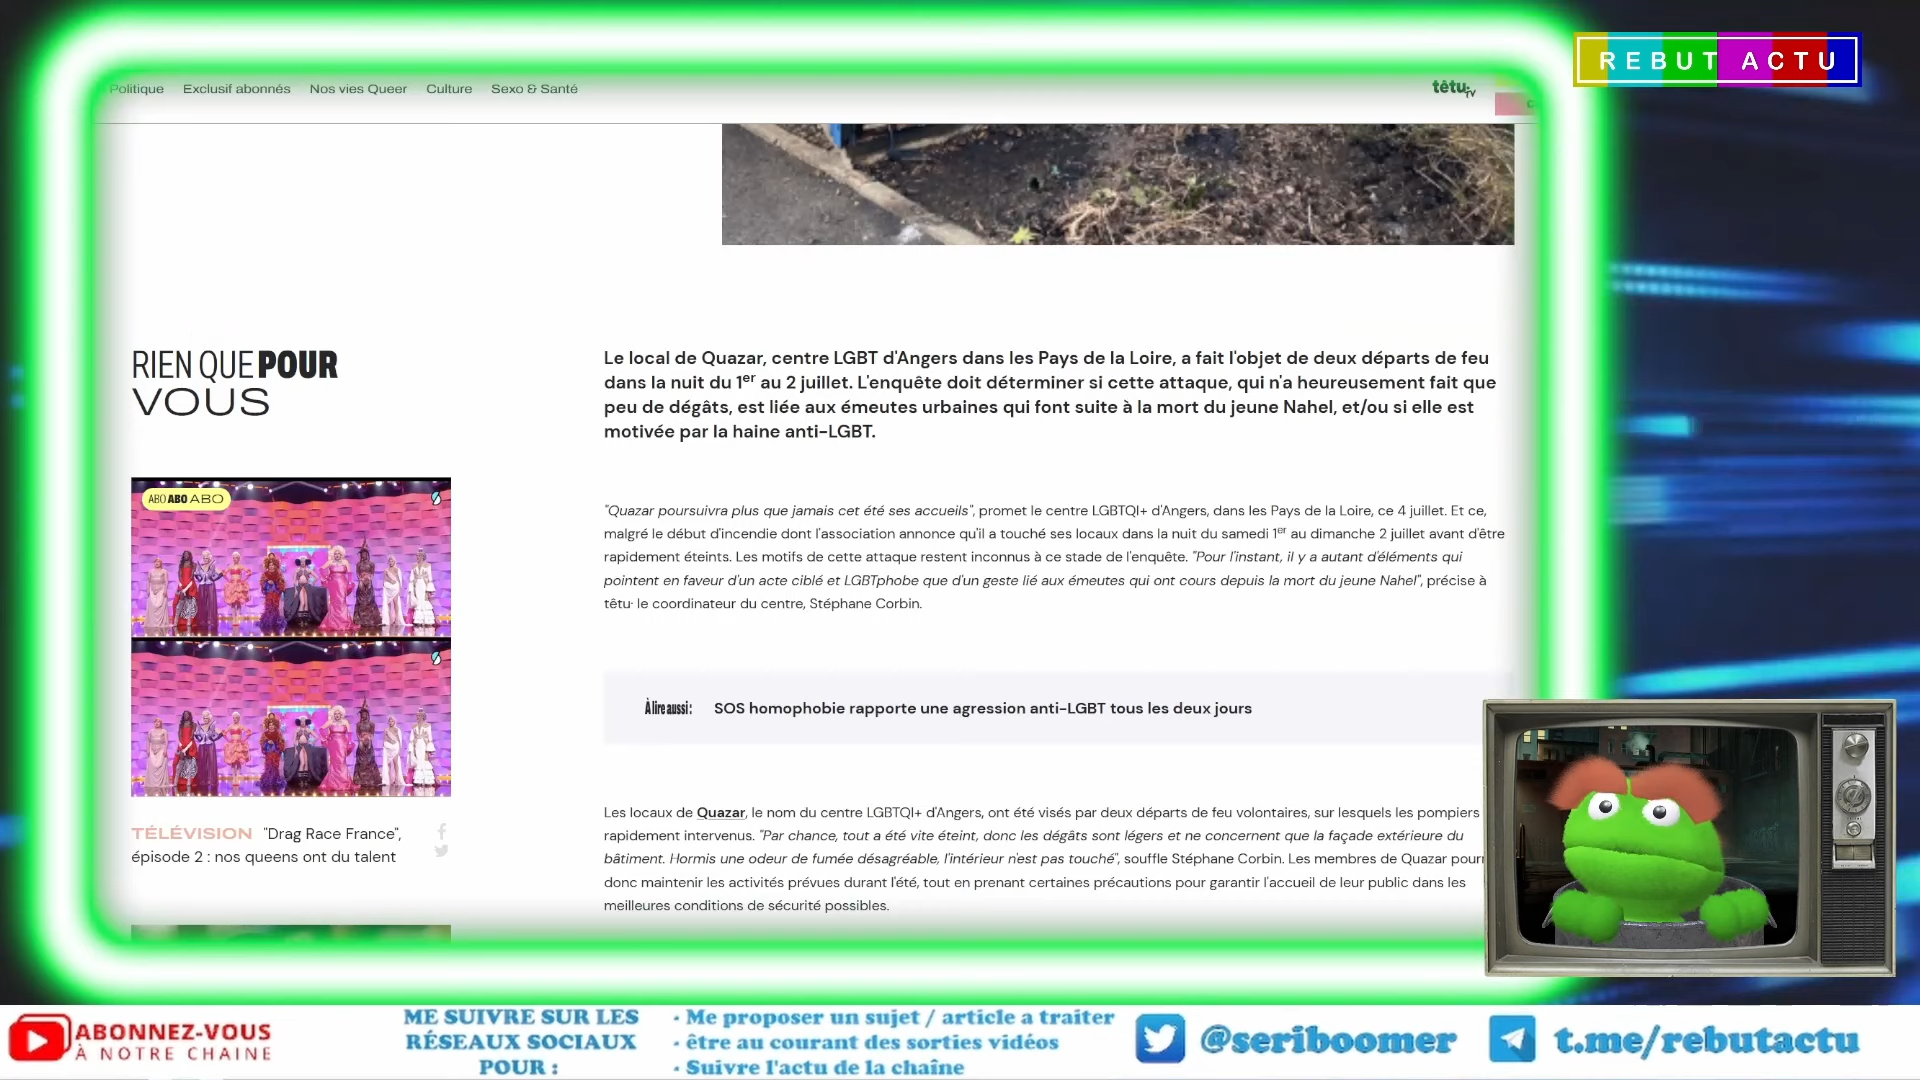 REBUT ACTU
Politique Exclusif abonnés Nos vies Queer Culture Sexo & Santé
têtu·TV
RIEN QUE POUR
VOUS
Le local de Quazar, centre LGBT d'Angers dans les Pays de la Loire, a fait l'objet de deux départs de feu
dans la nuit du 1er au 2 juillet. L'enquête doit déterminer si cette attaque, qui n'a heureusement fait que
peu de dégâts, est liée aux émeutes urbaines qui font suite à la mort du jeune Nahel, et/ou si elle est
motivée par la haine anti-LGBT.
ABO ABO ABO
"Quazar poursuivra plus que jamais cet été ses accueils", promet le centre LGBTQI+ d'Angers, dans les Pays de la Loire, ce 4 juillet. Et ce,
malgré le début d'incendie dont l'association annonce qu'il a touché ses locaux dans la nuit du samedi 1er au dimanche 2 juillet avant d'être
rapidement éteints. Les motifs de cette attaque restent inconnus à ce stade de l'enquête. "Pour l'instant, il y a autant d'éléments qui
pointent en faveur d'un acte ciblé et LGBTphobe que d'un geste lié aux émeutes qui ont cours depuis la mort du jeune Nahel", précise à
têtu· le coordinateur du centre, Stéphane Corbin.
À lire aussi : SOS homophobie rapporte une agression anti-LGBT tous les deux jours
TÉLÉVISION "Drag Race France",
épisode 2 : nos queens ont du talent
Les locaux de Quazar, le nom du centre LGBTQI+ d'Angers, ont été visés par deux départs de feu volontaires, sur lesquels les pompiers
rapidement intervenus. "Par chance, tout a été vite éteint, donc les dégâts sont légers et ne concernent que la façade extérieure du
bâtiment. Hormis une odeur de fumée désagréable, l'intérieur n'est pas touché", souffle Stéphane Corbin. Les membres de Quazar
donc maintenir les activités prévues durant l'été, tout en prenant certaines précautions pour garantir l'accueil de leur public dans les
meilleures conditions de sécurité possibles.
ABONNEZ-VOUS
À NOTRE CHAINE
ME SUIVRE SUR LES
RÉSEAUX SOCIAUX
POUR :
- Me proposer un sujet / article a traiter
- être au courant des sorties vidéos
- Suivre l'actu de la chaîne
@seriboomer
t.me/rebutactu